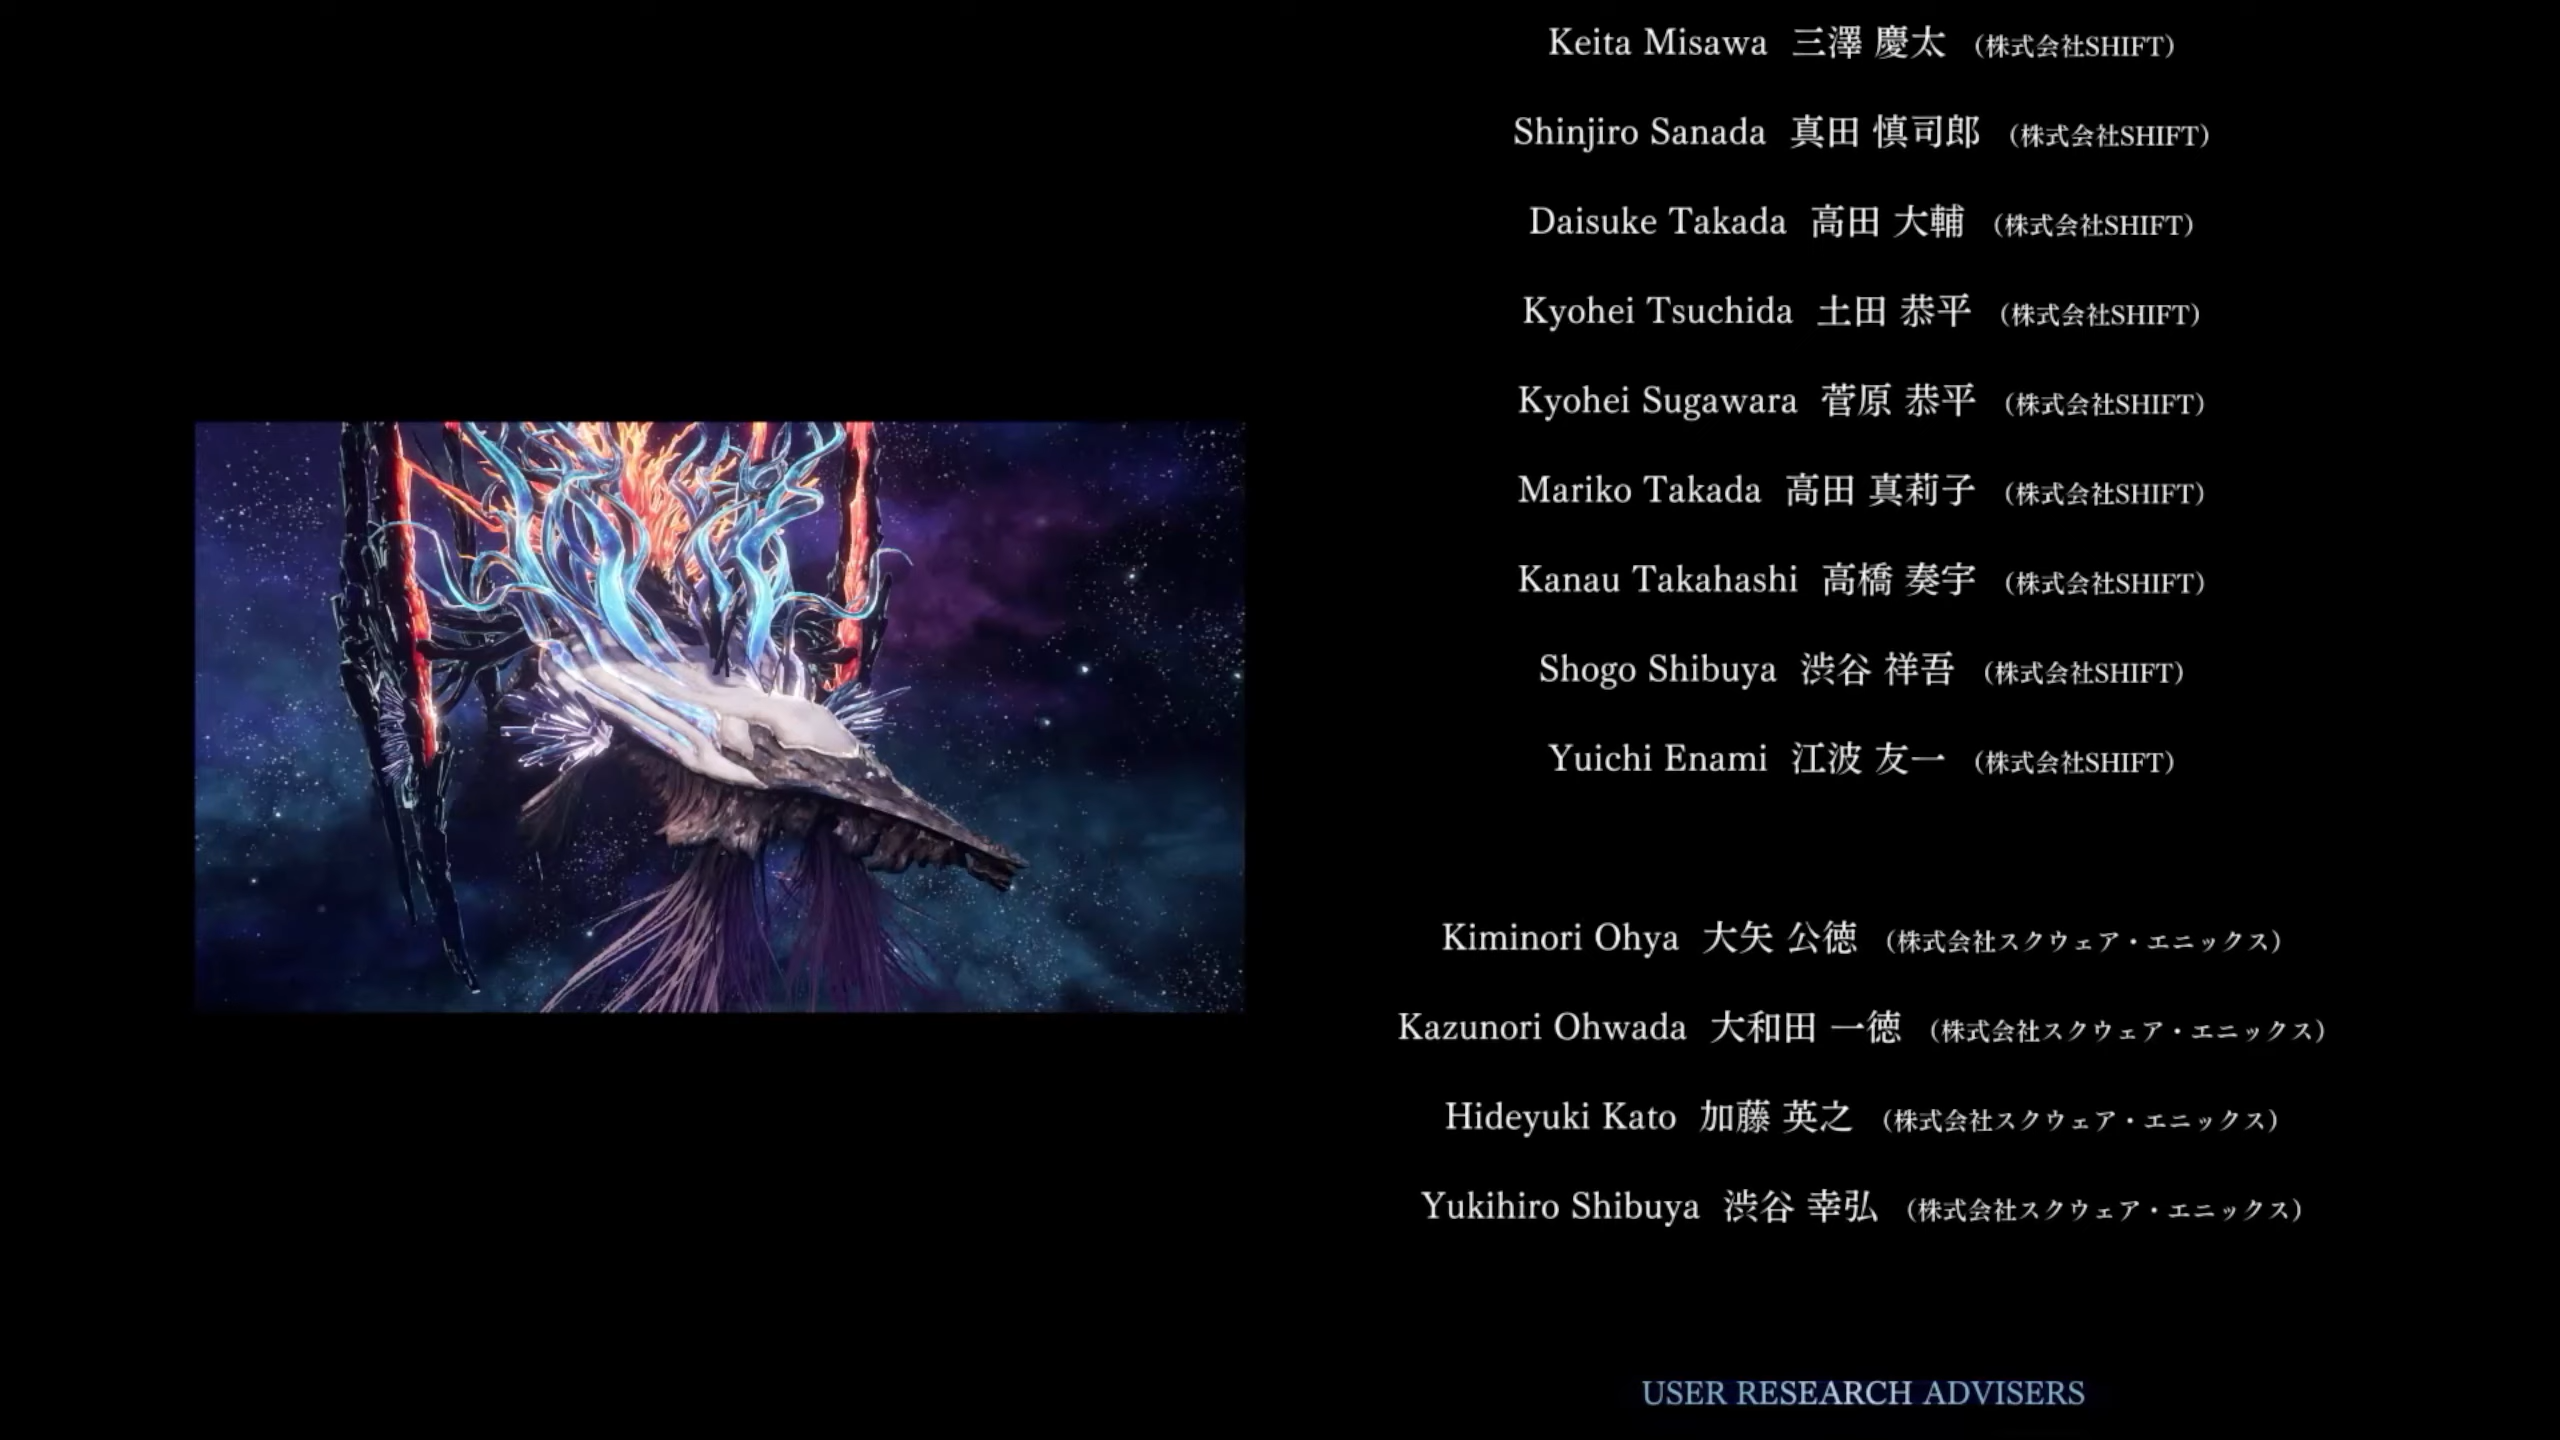 Keita Misawa 三澤 慶太 （株式会社SHIFT）
Shinjiro Sanada 真田 慎司郎 （株式会社SHIFT）
Daisuke Takada 高田 大輔 （株式会社SHIFT）
Kyohei Tsuchida 土田 恭平 （株式会社SHIFT）
Kyohei Sugawara 菅原 恭平 （株式会社SHIFT）
Mariko Takada 高田 真莉子 （株式会社SHIFT）
Kanau Takahashi 高橋 奏宇 （株式会社SHIFT）
Shogo Shibuya 渋谷 祥吾 （株式会社SHIFT）
Yuichi Enami 江波 友一 （株式会社SHIFT）
Kiminori Ohya 大矢 公徳 （株式会社スクウェア・エニックス）
Kazunori Ohwada 大和田 一徳 （株式会社スクウェア・エニックス）
Hideyuki Kato 加藤 英之 （株式会社スクウェア・エニックス）
Yukihiro Shibuya 渋谷 幸弘 （株式会社スクウェア・エニックス）
USER RESEARCH ADVISERS